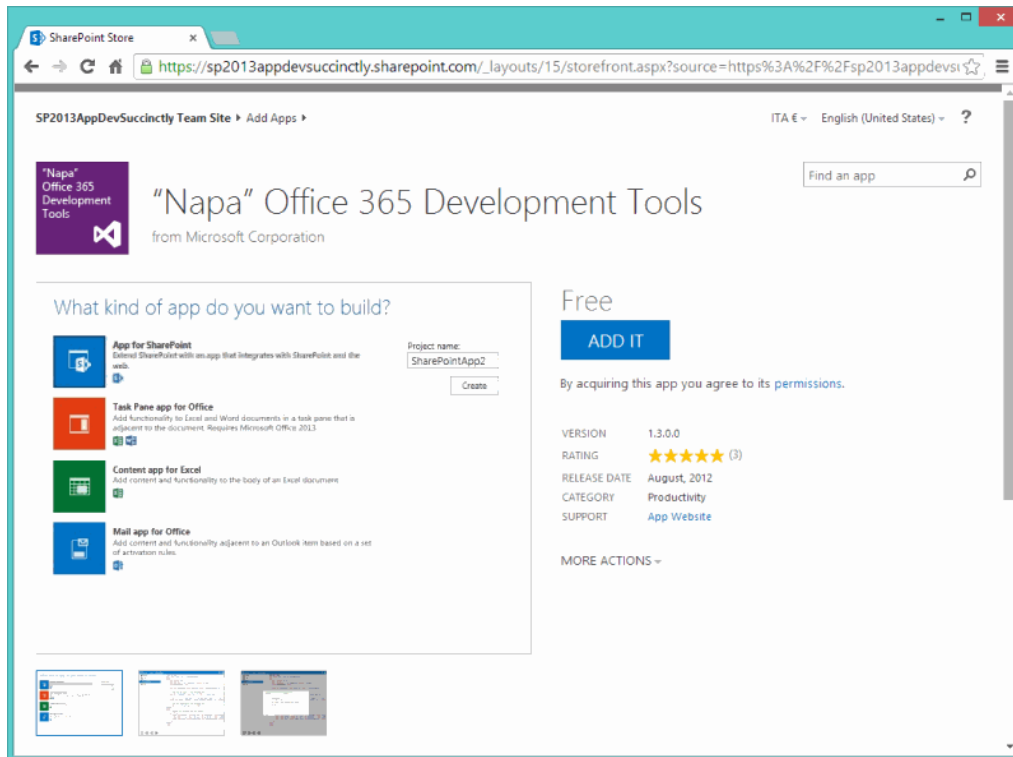 SharePoint Store
https://sp2013appdevsuccinctly.sharepoint.com/_layouts/15/storefront.aspx?source=https%3A%2F%2Fsp2013appdevs
SP2013AppDevSuccinctly Team Site Add Apps
ITA € English (United States) ?
"Napa"
Office 365
Development
Tools
"Napa" Office 365 Development Tools
from Microsoft Corporation
Find an app
What kind of app do you want to build?
App for SharePoint
Extend SharePoint with an app that integrates with SharePoint and the
web.
Project name:
SharePointApp2
Create
Task Pane app for Office
Add functionality to Excel and Word documents in a task pane that is
adjacent to the document. Requires Microsoft Office 2013
Content app for Excel
Add content and functionality to the body of an Excel document
Mail app for Office
Add content and functionality adjacent to an Outlook item based on a set
of activation rules.
Free
ADD IT
By acquiring this app you agree to its permissions.
VERSION 1.3.0.0
RATING (3)
RELEASE DATE August, 2012
CATEGORY Productivity
SUPPORT App Website
MORE ACTIONS